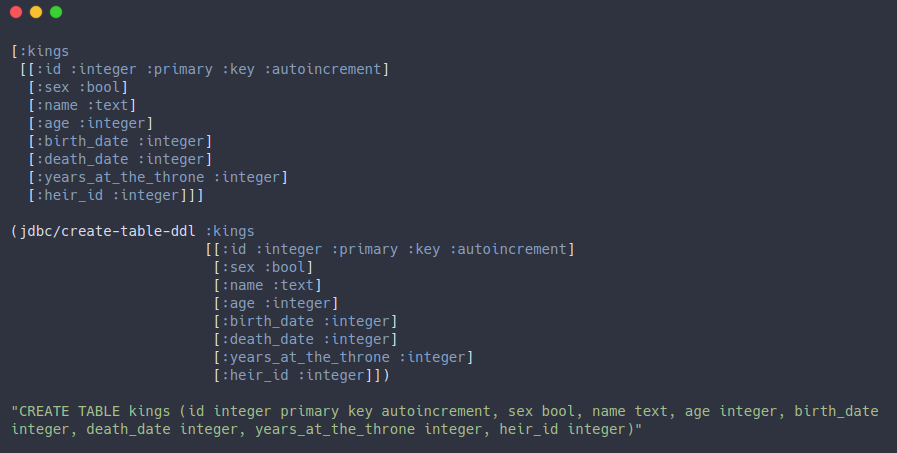 [:kings
 [[:id :integer :primary :key :autoincrement]
  [:sex :bool]
  [:name :text]
  [:age :integer]
  [:birth_date :integer]
  [:death_date :integer]
  [:years_at_the_throne :integer]
  [:heir_id :integer]]]

(jdbc/create-table-ddl :kings
                       [[:id :integer :primary :key :autoincrement]
                        [:sex :bool]
                        [:name :text]
                        [:age :integer]
                        [:birth_date :integer]
                        [:death_date :integer]
                        [:years_at_the_throne :integer]
                        [:heir_id :integer]])

"CREATE TABLE kings (id integer primary key autoincrement, sex bool, name text, age integer, birth_date
integer, death_date integer, years_at_the_throne integer, heir_id integer)"